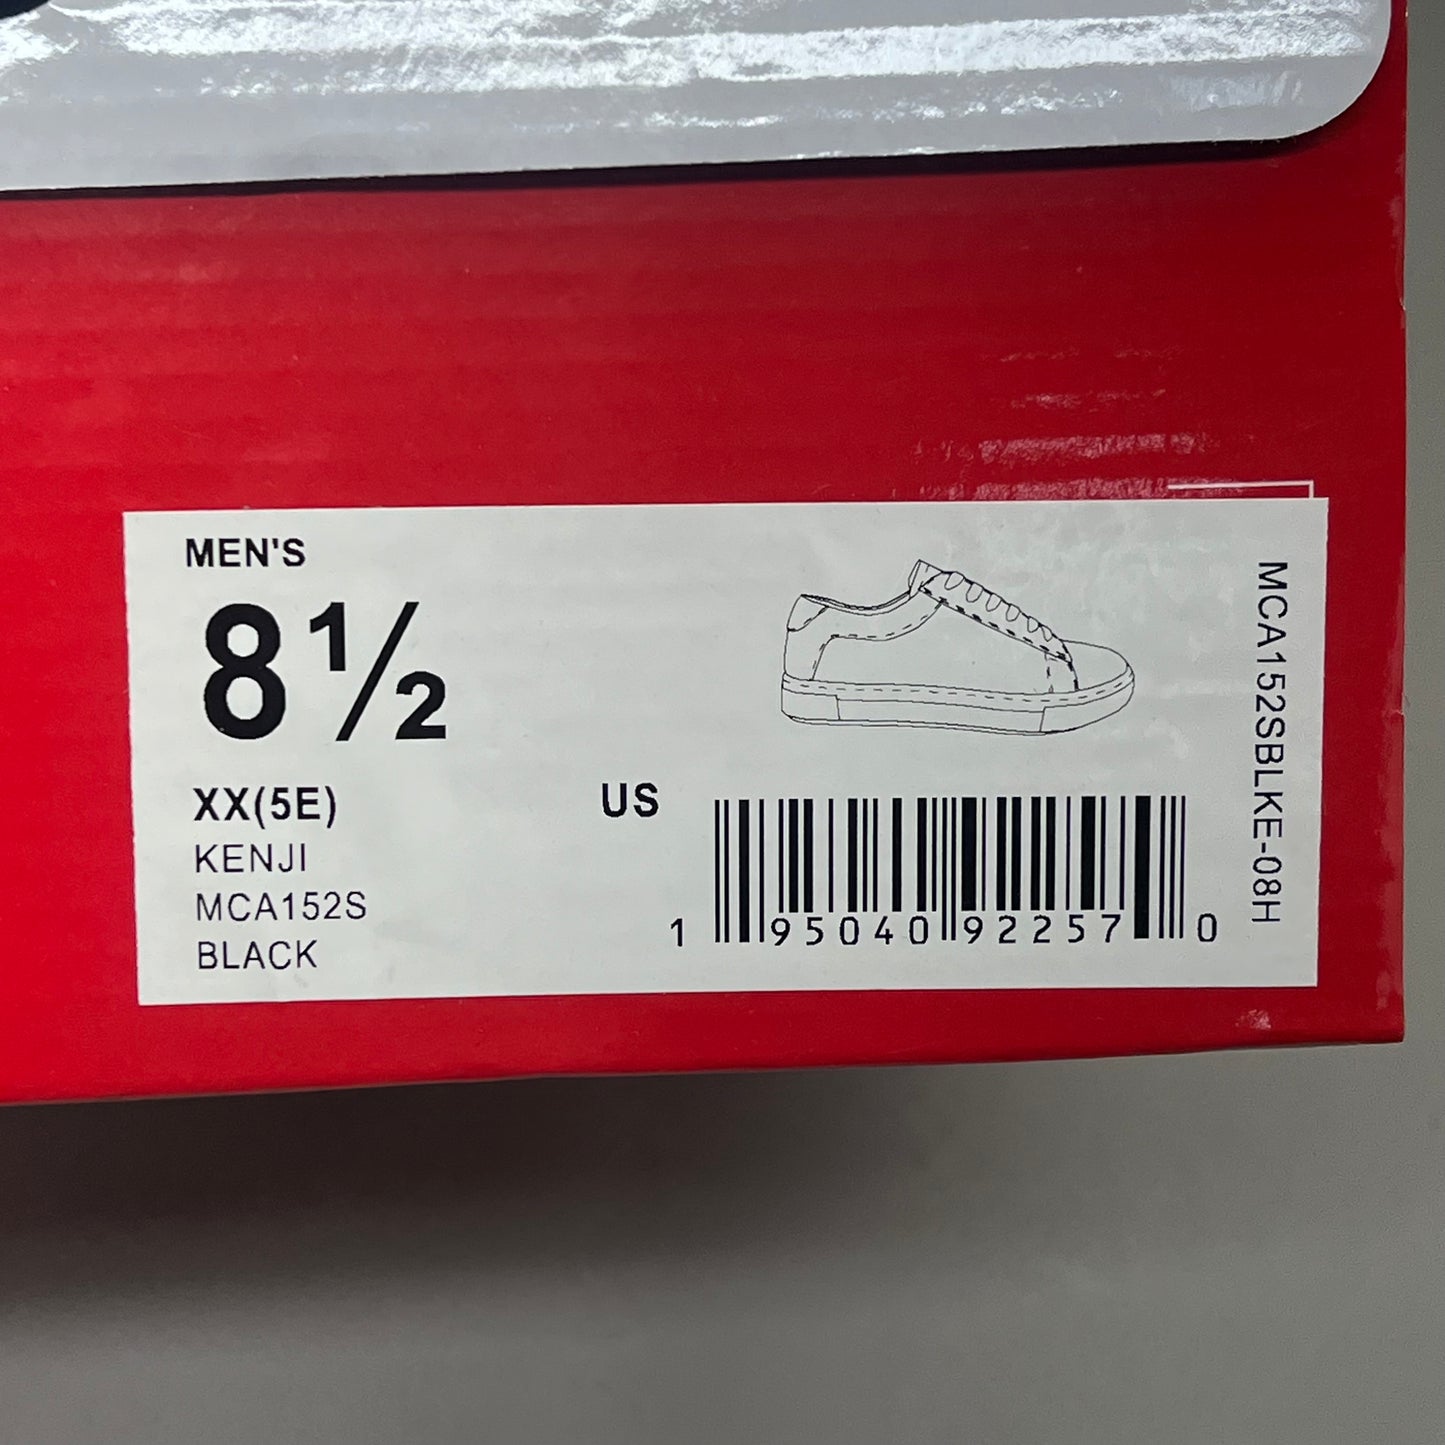 MEN'S
8½
XX(5E)
US
KENJI
MCA152S
BLACK
1 95040 92257 0
MCA152SBLKE-08H